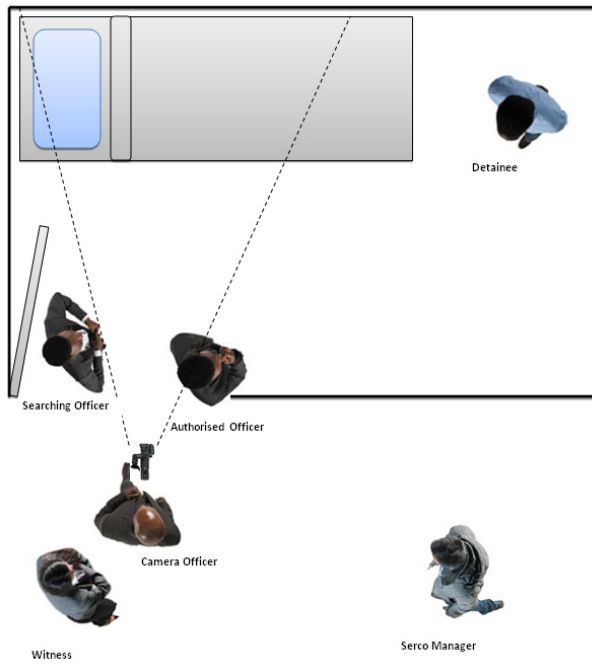 Detainee
Searching Officer
Authorised Officer
Camera Officer
Witness
Serco Manager